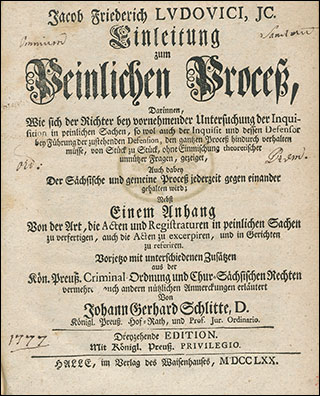 Jacob Friederich LVDOVICI, JC.
Einleitung
zum
Peinlichen Proceß,
Darinnen,
Wie sich der Richter bey vornehmender Untersuchung der Inqui-
sition in peinlichen Sachen, so wol auch der Inquisit und dessen Defensor
bey Führung der zustehenden Defension, den gantzen Proceß hindurch verhalten
müsse, von Stück zu Stück, ohne Einmischung theoretischer
unnützer Fragen, gezeiget,
Auch dabey
Der Sächsische und gemeine Proceß jederzeit gegen einander
gehalten wird;
Nebst
Einem Anhang
Von der Art, die Acten und Registraturen in peinlichen Sachen
zu verfertigen, auch die Acten zu excerpiren, und in Gerichten
zu referiren.
Vorjetzo mit unterschiedenen Zusätzen
aus der
Kön. Preuß. Criminal-Ordnung und Chur-Sächsischen Rechten
vermehret auch andern nützlichen Anmerckungen erläutert
Von
Johann Gerhard Schlitte, D.
Königl. Preuß. Hof-Rath, und Prof. Jur. Ordinario.
1777
Dreyzehende EDITION.
Mit Königl. Preuß. PRIVILEGIO.
HALLE, im Verlag des Waisenhauses, MDCCLXX.